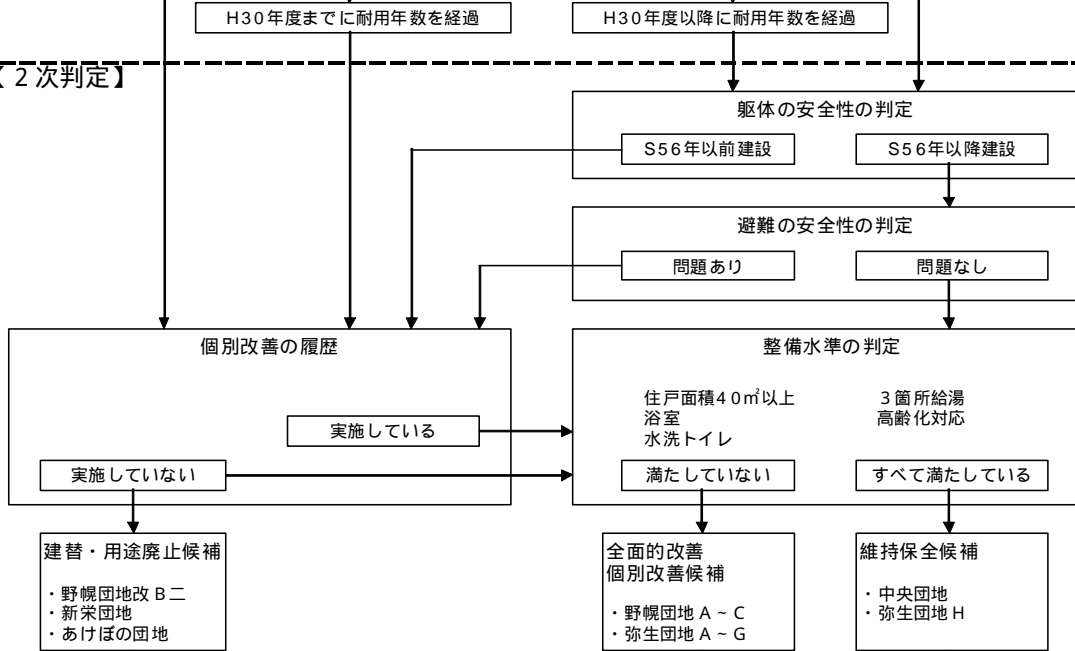 H30年度までに耐用年数を経過
H30年度以降に耐用年数を経過
【2次判定】
躯体の安全性の判定
S56年以前建設
S56年以降建設
避難の安全性の判定
問題あり
問題なし
個別改善の履歴
実施している
実施していない
整備水準の判定
住戸面積40㎡以上
浴室
水洗トイレ
3箇所給湯
高齢化対応
満たしていない
すべて満たしている
建替・用途廃止候補
・野幌団地改B二
・新栄団地
・あけぼの団地
全面的改善
個別改善候補
・野幌団地A~C
・弥生団地A~G
維持保全候補
・中央団地
・弥生団地H